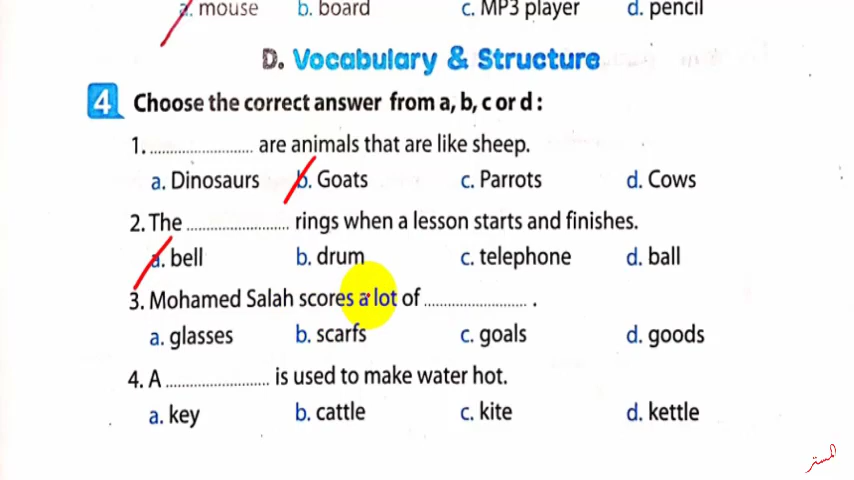 a. mouse b. board c. MP3 player d. pencil
D. Vocabulary & Structure
4 Choose the correct answer from a, b, c or d :
1. .......................... are animals that are like sheep.
a. Dinosaurs b. Goats c. Parrots d. Cows
2. The .......................... rings when a lesson starts and finishes.
a. bell b. drum c. telephone d. ball
3. Mohamed Salah scores a lot of .......................... .
a. glasses b. scarfs c. goals d. goods
4. A .......................... is used to make water hot.
a. key b. cattle c. kite d. kettle
المستر